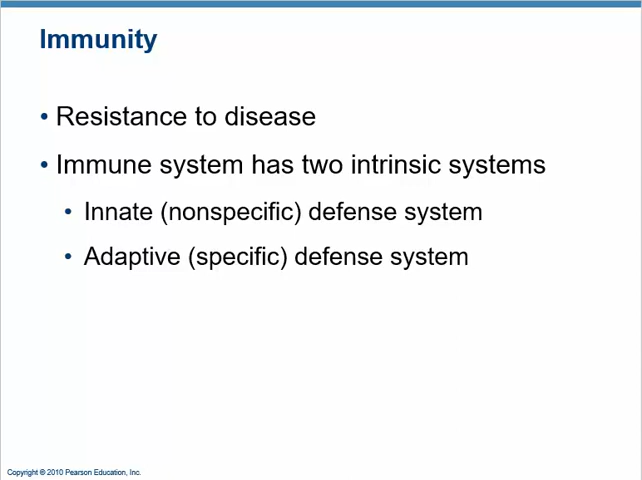 Immunity
• Resistance to disease
• Immune system has two intrinsic systems
• Innate (nonspecific) defense system
• Adaptive (specific) defense system
Copyright © 2010 Pearson Education, Inc.